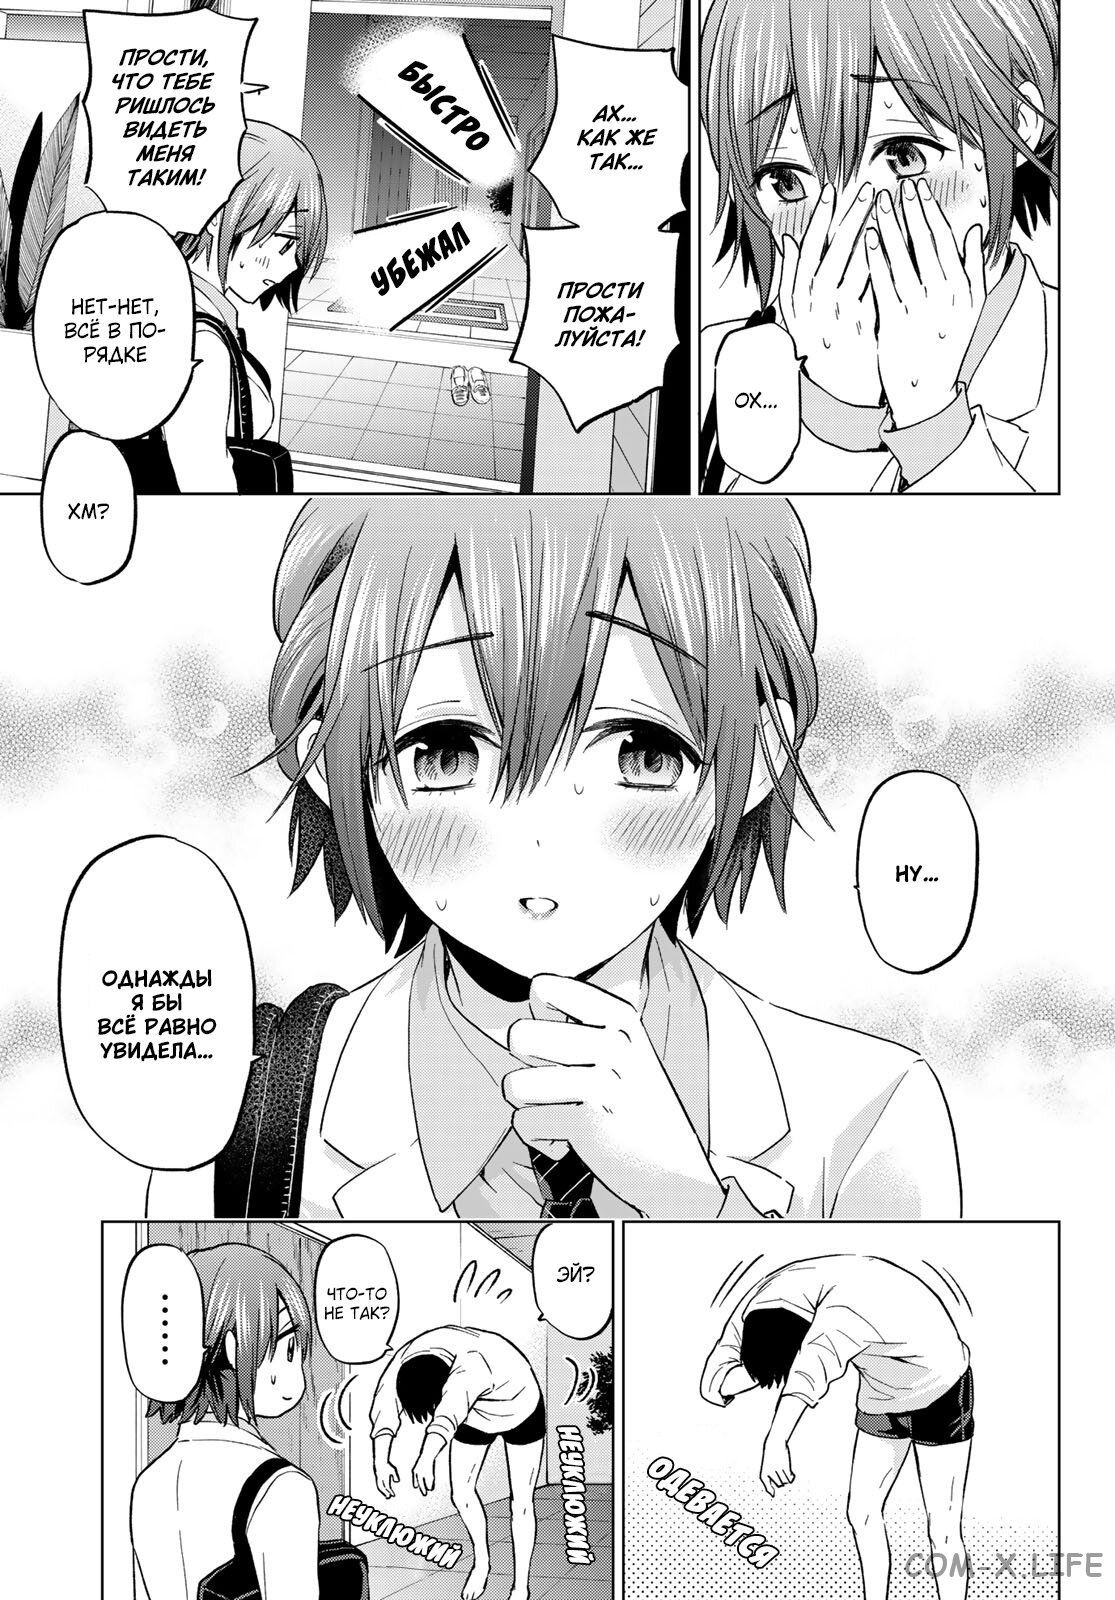 ОХ...
АХ...
КАК ЖЕ
ТАК...
ПРОСТИ
ПОЖА-
ЛУЙСТА!
БЫСТРО
УБЕЖАЛ
ПРОСТИ,
ЧТО ТЕБЕ
РИШЛОСЬ
ВИДЕТЬ
МЕНЯ
ТАКИМ!
НЕТ-НЕТ,
ВСЁ В ПО-
РЯДКЕ
ХМ?
НУ...
ОДНАЖДЫ
Я БЫ
ВСЁ РАВНО
УВИДЕЛА...
ОДЕВАЕТСЯ
ЭЙ?
ЧТО-ТО
НЕ ТАК?
НЕУКЛЮЖИЙ
НЕУКЛЮЖИЙ
......
COM-X.LIFE